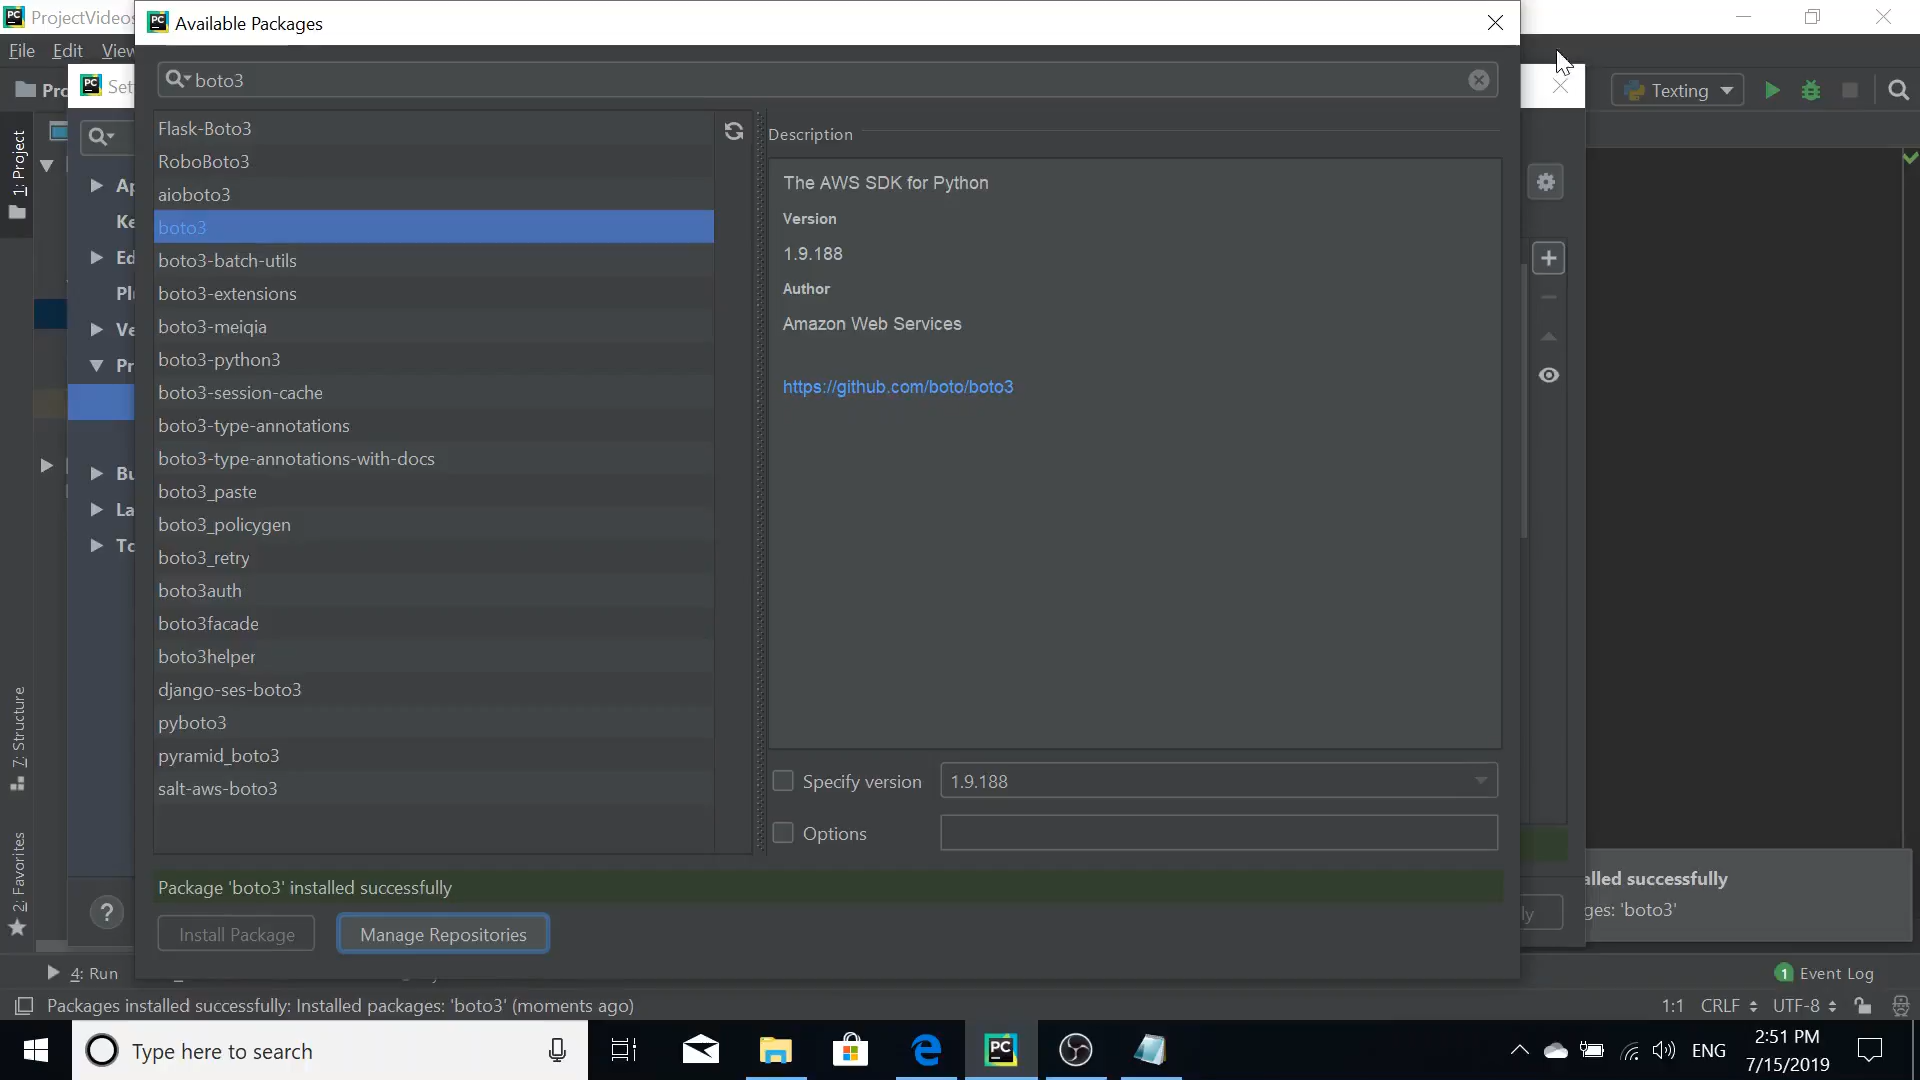 ProjectVideos
Available Packages
File Edit View
boto3
Texting
1: Project
Flask-Boto3
RoboBoto3
aioboto3
boto3
boto3-batch-utils
boto3-extensions
boto3-meiqia
boto3-python3
boto3-session-cache
boto3-type-annotations
boto3-type-annotations-with-docs
boto3_paste
boto3_policygen
boto3_retry
boto3auth
boto3facade
boto3helper
django-ses-boto3
pyboto3
pyramid_boto3
salt-aws-boto3
Description
The AWS SDK for Python
Version
1.9.188
Author
Amazon Web Services
https://github.com/boto/boto3
Specify version 1.9.188
Options
Package 'boto3' installed successfully
Install Package Manage Repositories
7: Structure
2: Favorites
alled successfully
ges: 'boto3'
4: Run
1 Event Log
Packages installed successfully: Installed packages: 'boto3' (moments ago)
1:1 CRLF UTF-8
Type here to search
ENG
2:51 PM
7/15/2019